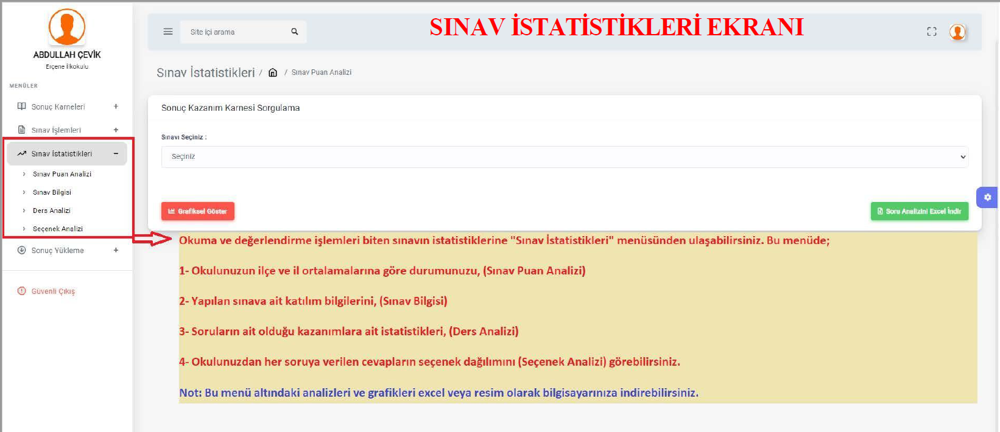 ABDULLAH ÇEVİK
Erçene İlkokulu
MENÜLER
Sonuç Karneleri +
Sınav İşlemleri +
Sınav İstatistikleri −
> Sınav Puan Analizi
> Sınav Bilgisi
> Ders Analizi
> Seçenek Analizi
Sonuç Yükleme +
Güvenli Çıkış
Site içi arama
SINAV İSTATİSTİKLERİ EKRANI
Sınav İstatistikleri / / Sınav Puan Analizi
Sonuç Kazanım Karnesi Sorgulama
Sınavı Seçiniz :
Seçiniz
Grafiksel Göster
Soru Analizini Excel İndir
Okuma ve değerlendirme işlemleri biten sınavın istatistiklerine "Sınav İstatistikleri" menüsünden ulaşabilirsiniz. Bu menüde;
1- Okulunuzun ilçe ve il ortalamalarına göre durumunuzu, (Sınav Puan Analizi)
2- Yapılan sınava ait katılım bilgilerini, (Sınav Bilgisi)
3- Soruların ait olduğu kazanımlara ait istatistikleri, (Ders Analizi)
4- Okulunuzdan her soruya verilen cevapların seçenek dağılımını (Seçenek Analizi) görebilirsiniz.
Not: Bu menü altındaki analizleri ve grafikleri excel veya resim olarak bilgisayarınıza indirebilirsiniz.